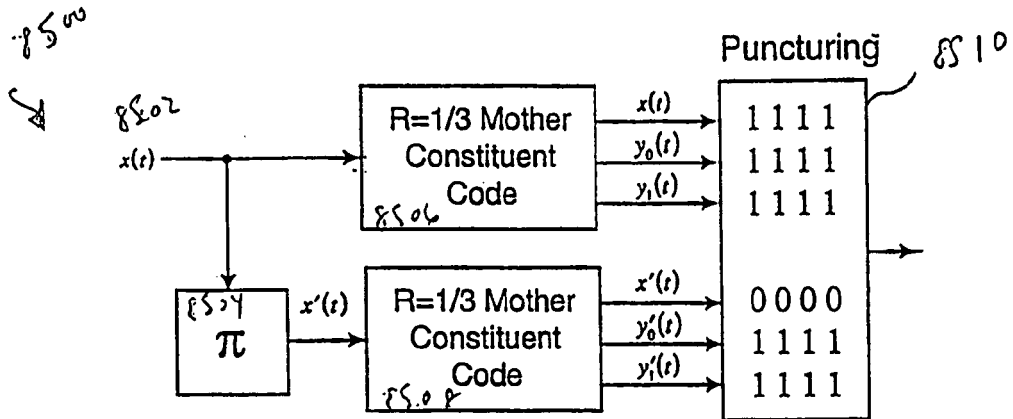 8500
Puncturing
8510
8502
x(t)
R=1/3 Mother
Constituent
Code
8506
x(t)
y₀(t)
y₁(t)
1 1 1 1
1 1 1 1
1 1 1 1
8504
π
x'(t)
R=1/3 Mother
Constituent
Code
8508
x'(t)
y₀'(t)
y₁'(t)
0 0 0 0
1 1 1 1
1 1 1 1